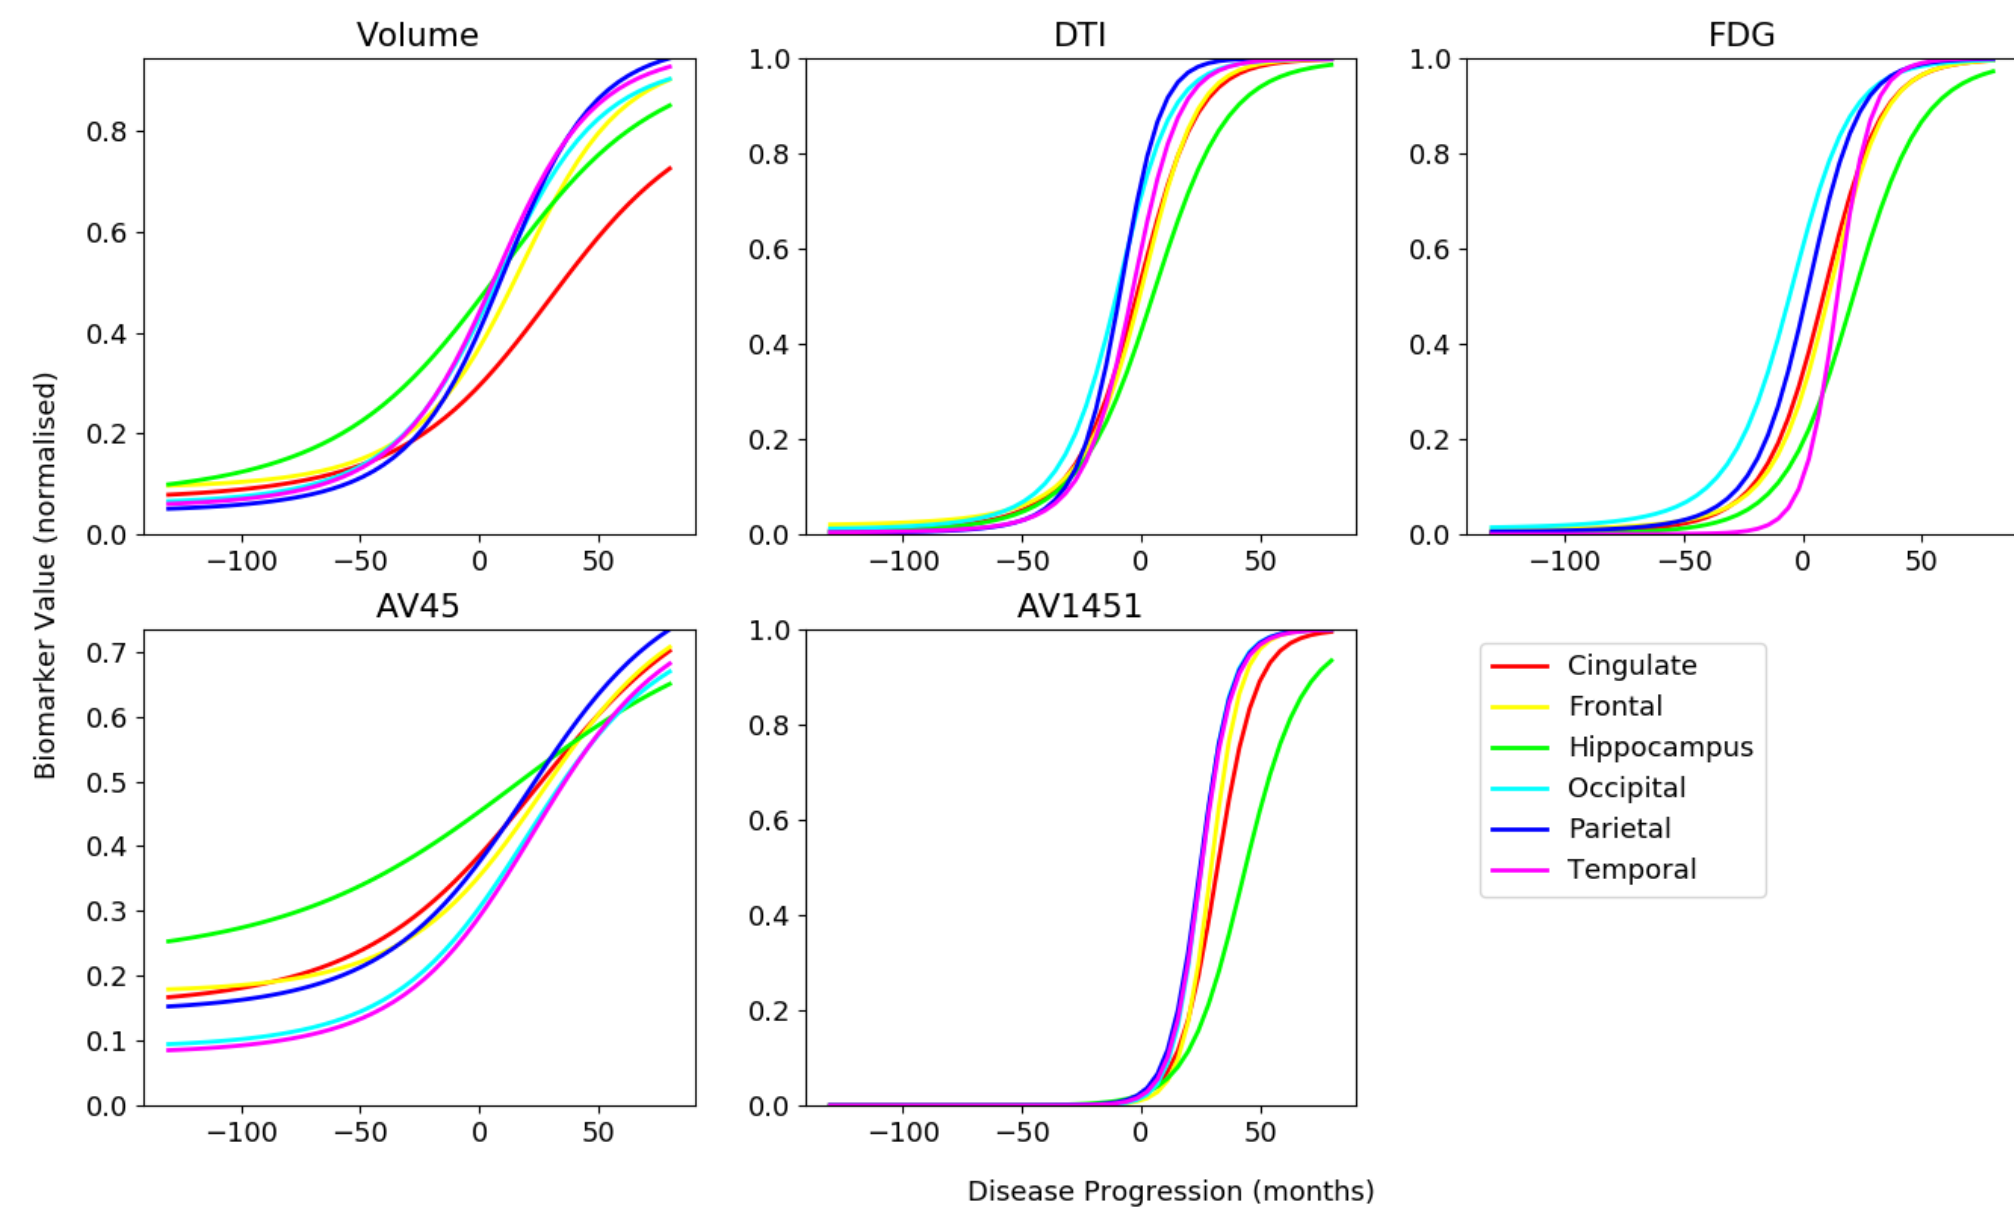 Volume
DTI
FDG
0.8
0.6
0.4
0.2
0.0
−100 −50 0 50
1.0
0.8
0.6
0.4
0.2
0.0
−100 −50 0 50
1.0
0.8
0.6
0.4
0.2
0.0
−100 −50 0 50
Biomarker Value (normalised)
AV45
AV1451
0.7
0.6
0.5
0.4
0.3
0.2
0.1
0.0
−100 −50 0 50
1.0
0.8
0.6
0.4
0.2
0.0
−100 −50 0 50
Cingulate
Frontal
Hippocampus
Occipital
Parietal
Temporal
Disease Progression (months)